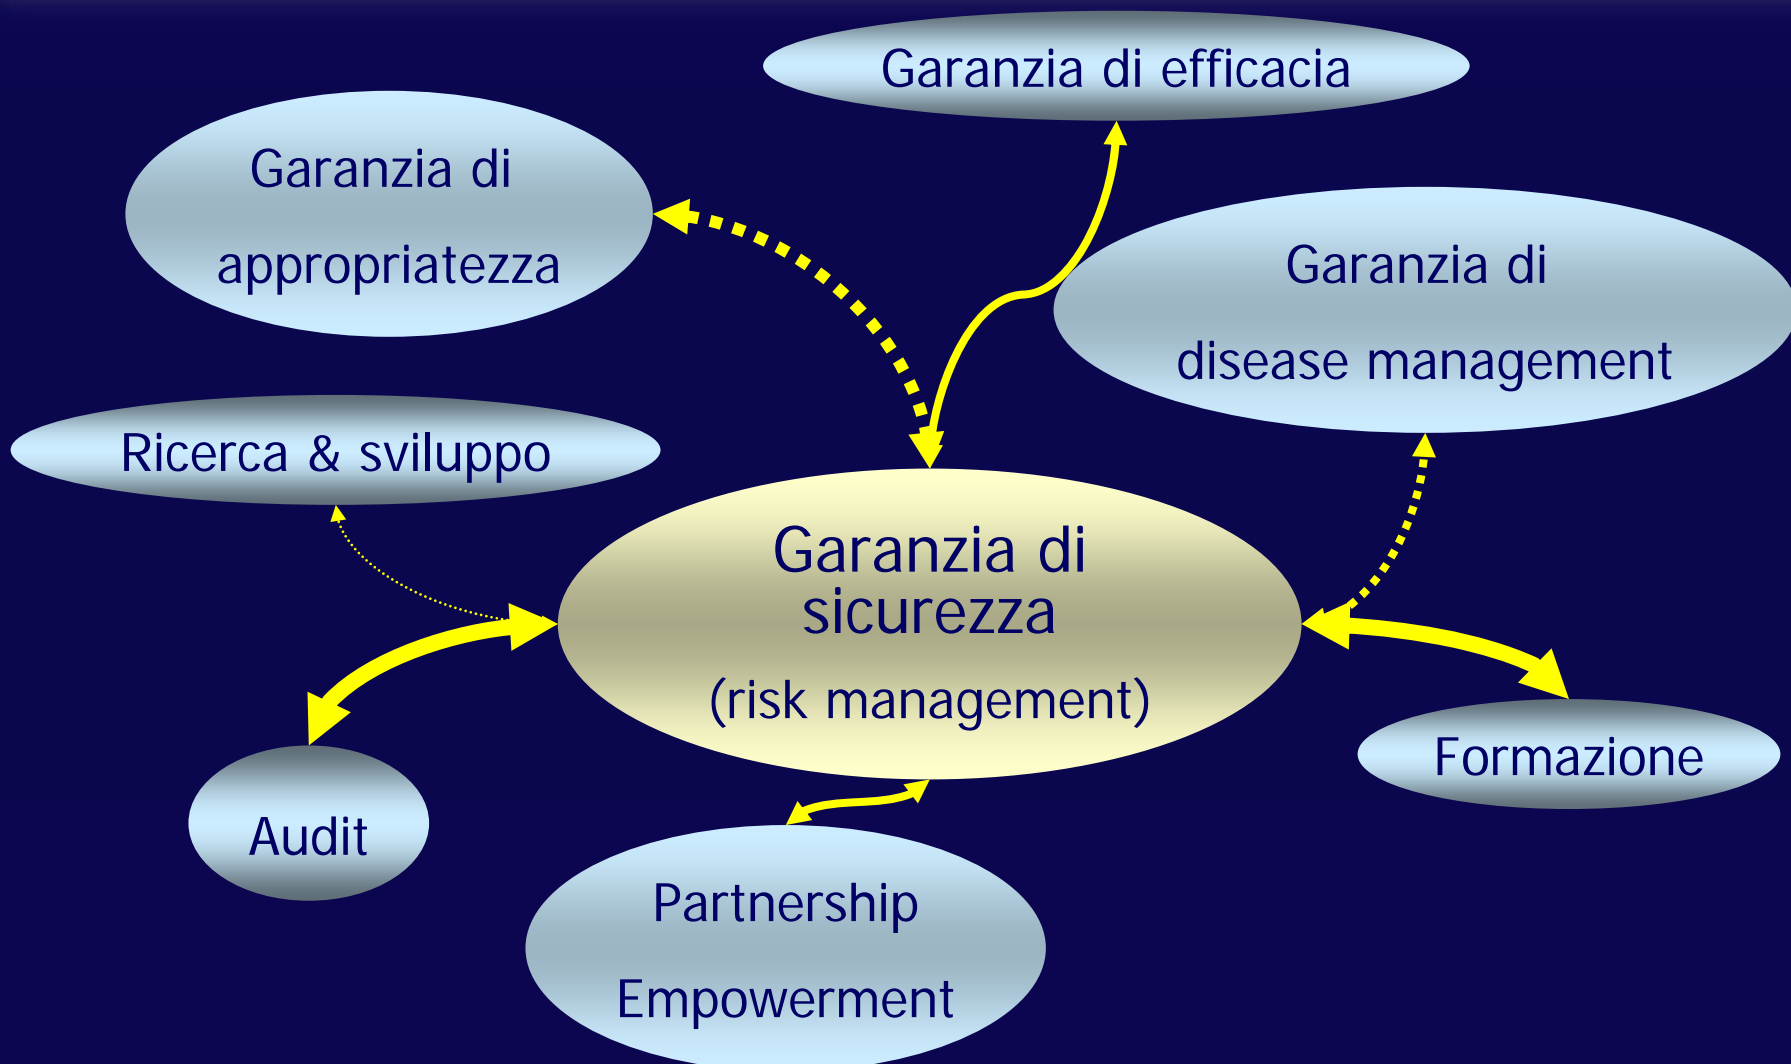 Garanzia di efficacia
Garanzia di
appropriatezza
Garanzia di
disease management
Ricerca & sviluppo
Garanzia di
sicurezza
(risk management)
Formazione
Audit
Partnership
Empowerment